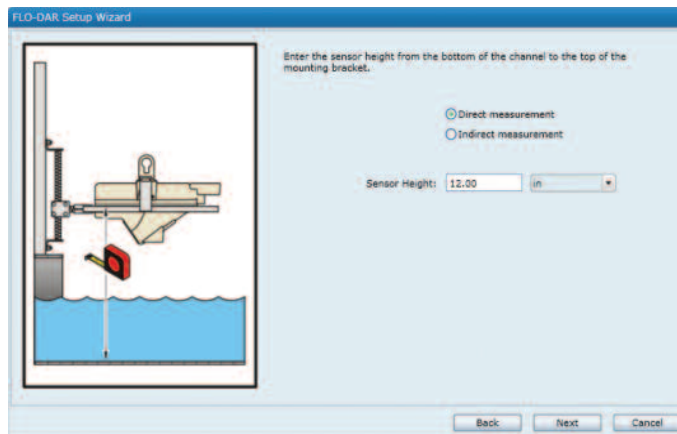 FLO-DAR Setup Wizard
Enter the sensor height from the bottom of the channel to the top of the
mounting bracket.
Direct measurement
Indirect measurement
Sensor Height: 12.00 in
Back Next Cancel